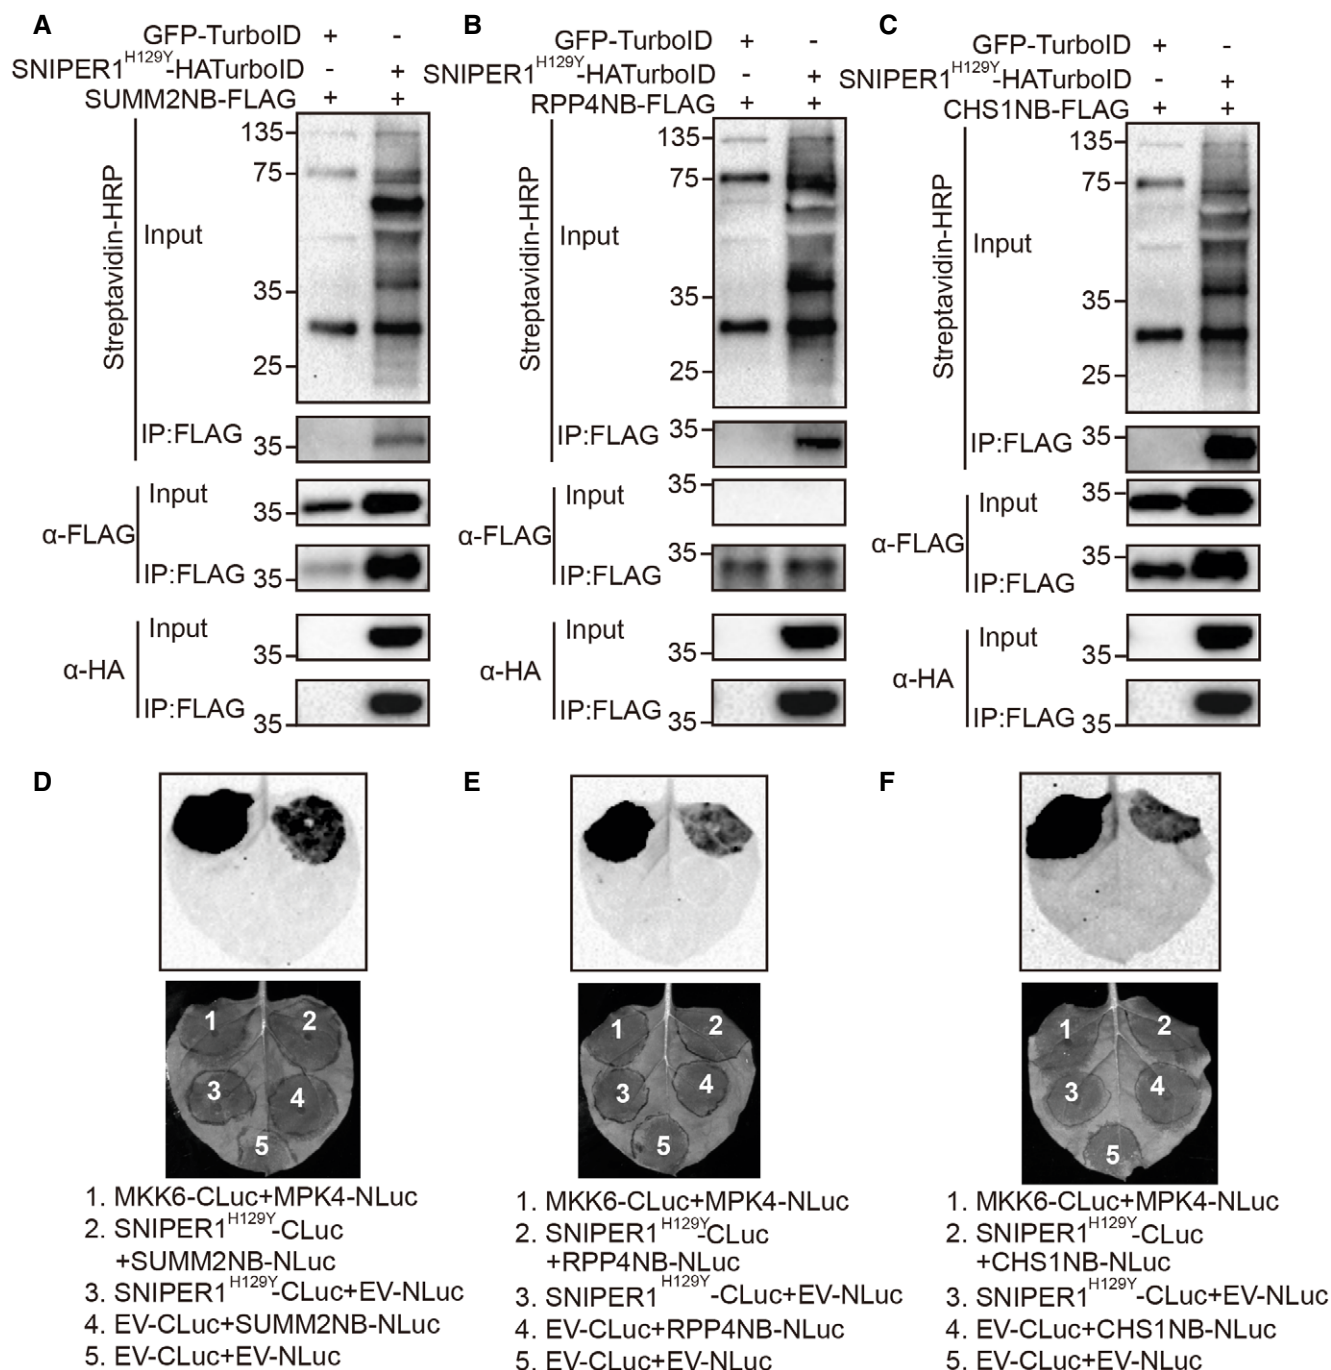 A
GFP-TurboID + -
SNIPER1H129Y-HATurboID - +
SUMM2NB-FLAG + +
135
75
35
25
Streptavidin-HRP
Input
IP:FLAG
35
α-FLAG
Input
35
IP:FLAG
35
α-HA
Input
35
IP:FLAG
35
B
GFP-TurboID + -
SNIPER1H129Y-HATurboID - +
RPP4NB-FLAG + +
135
75
35
25
Streptavidin-HRP
Input
IP:FLAG
35
α-FLAG
Input
35
IP:FLAG
35
α-HA
Input
35
IP:FLAG
35
C
GFP-TurboID + -
SNIPER1H129Y-HATurboID - +
CHS1NB-FLAG + +
135
75
35
25
Streptavidin-HRP
Input
IP:FLAG
35
α-FLAG
Input
35
IP:FLAG
35
α-HA
Input
35
IP:FLAG
35
D
1 2
3 4
5
1. MKK6-CLuc+MPK4-NLuc
2. SNIPER1H129Y-CLuc
+SUMM2NB-NLuc
3. SNIPER1H129Y-CLuc+EV-NLuc
4. EV-CLuc+SUMM2NB-NLuc
5. EV-CLuc+EV-NLuc
E
1 2
3 4
5
1. MKK6-CLuc+MPK4-NLuc
2. SNIPER1H129Y-CLuc
+RPP4NB-NLuc
3. SNIPER1H129Y-CLuc+EV-NLuc
4. EV-CLuc+RPP4NB-NLuc
5. EV-CLuc+EV-NLuc
F
1 2
3 4
5
1. MKK6-CLuc+MPK4-NLuc
2. SNIPER1H129Y-CLuc
+CHS1NB-NLuc
3. SNIPER1H129Y-CLuc+EV-NLuc
4. EV-CLuc+CHS1NB-NLuc
5. EV-CLuc+EV-NLuc